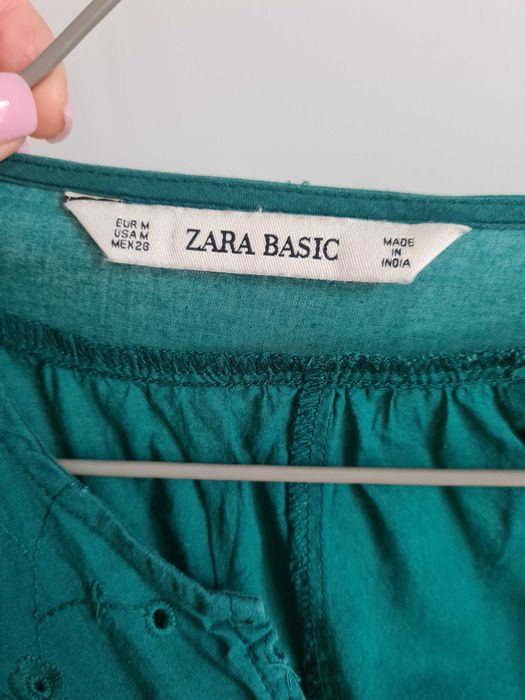 EUR M
USA M
MEX 28
ZARA BASIC
MADE
IN
INDIA